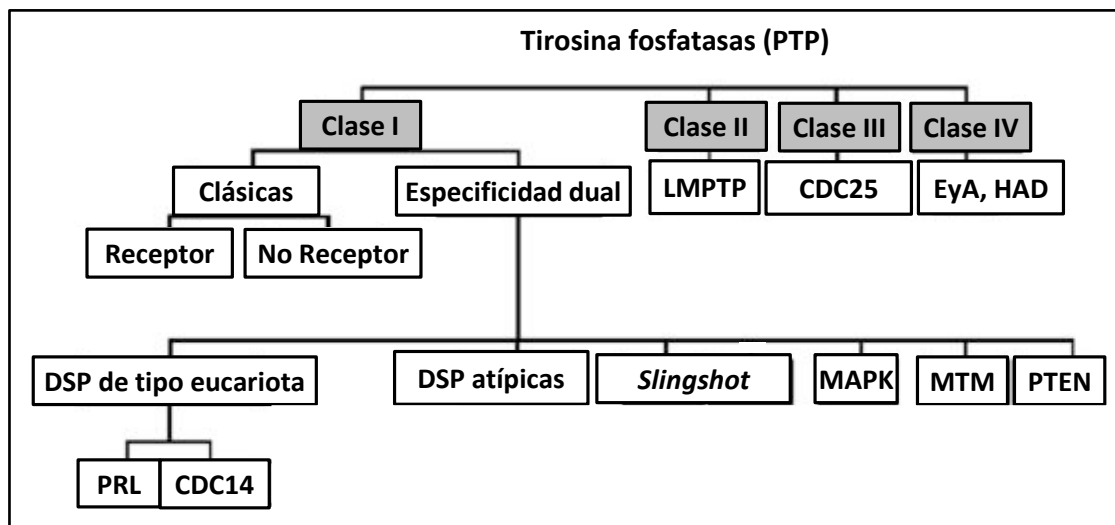 Tirosina fosfatasas (PTP)
Clase I
Clase II
Clase III
Clase IV
LMPTP
CDC25
EyA, HAD
Clásicas
Especificidad dual
Receptor
No Receptor
DSP de tipo eucariota
DSP atípicas
Slingshot
MAPK
MTM
PTEN
PRL
CDC14